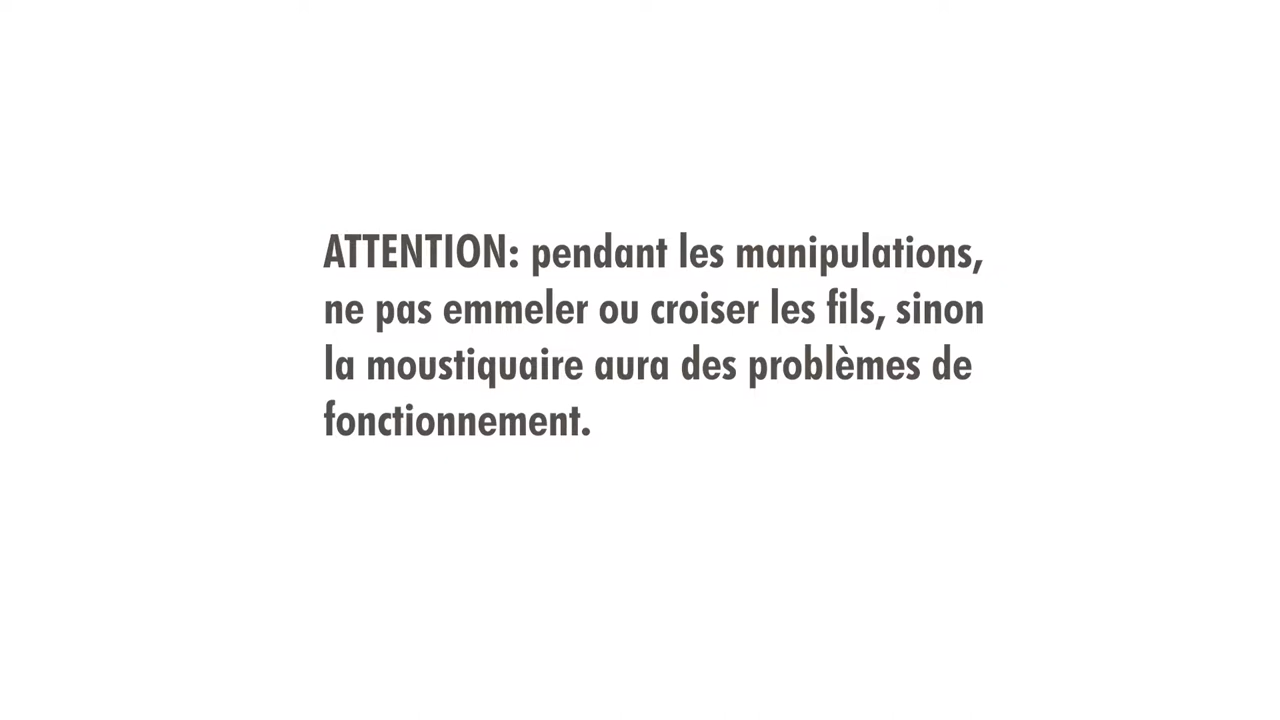 ATTENTION: pendant les manipulations,
ne pas emmeler ou croiser les fils, sinon
la moustiquaire aura des problèmes de
fonctionnement.